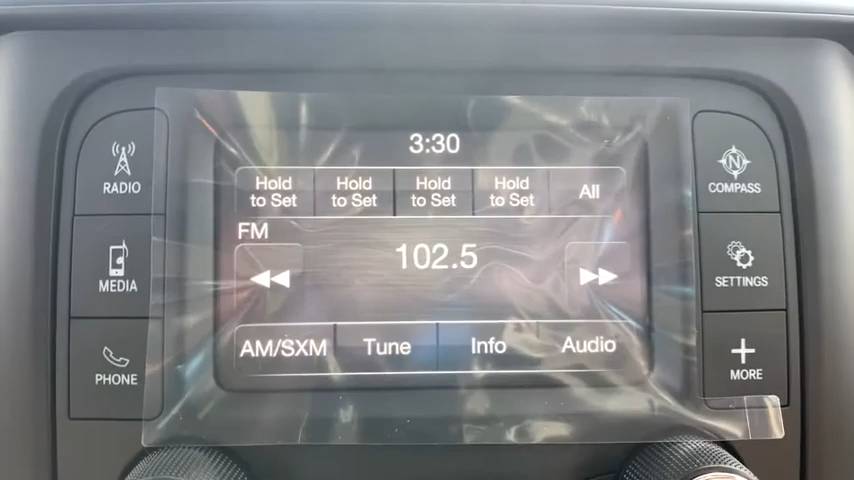 3:30
Hold to Set
Hold to Set
Hold to Set
Hold to Set
All
FM
102.5
AM/SXM
Tune
Info
Audio
RADIO
MEDIA
PHONE
N
COMPASS
SETTINGS
MORE